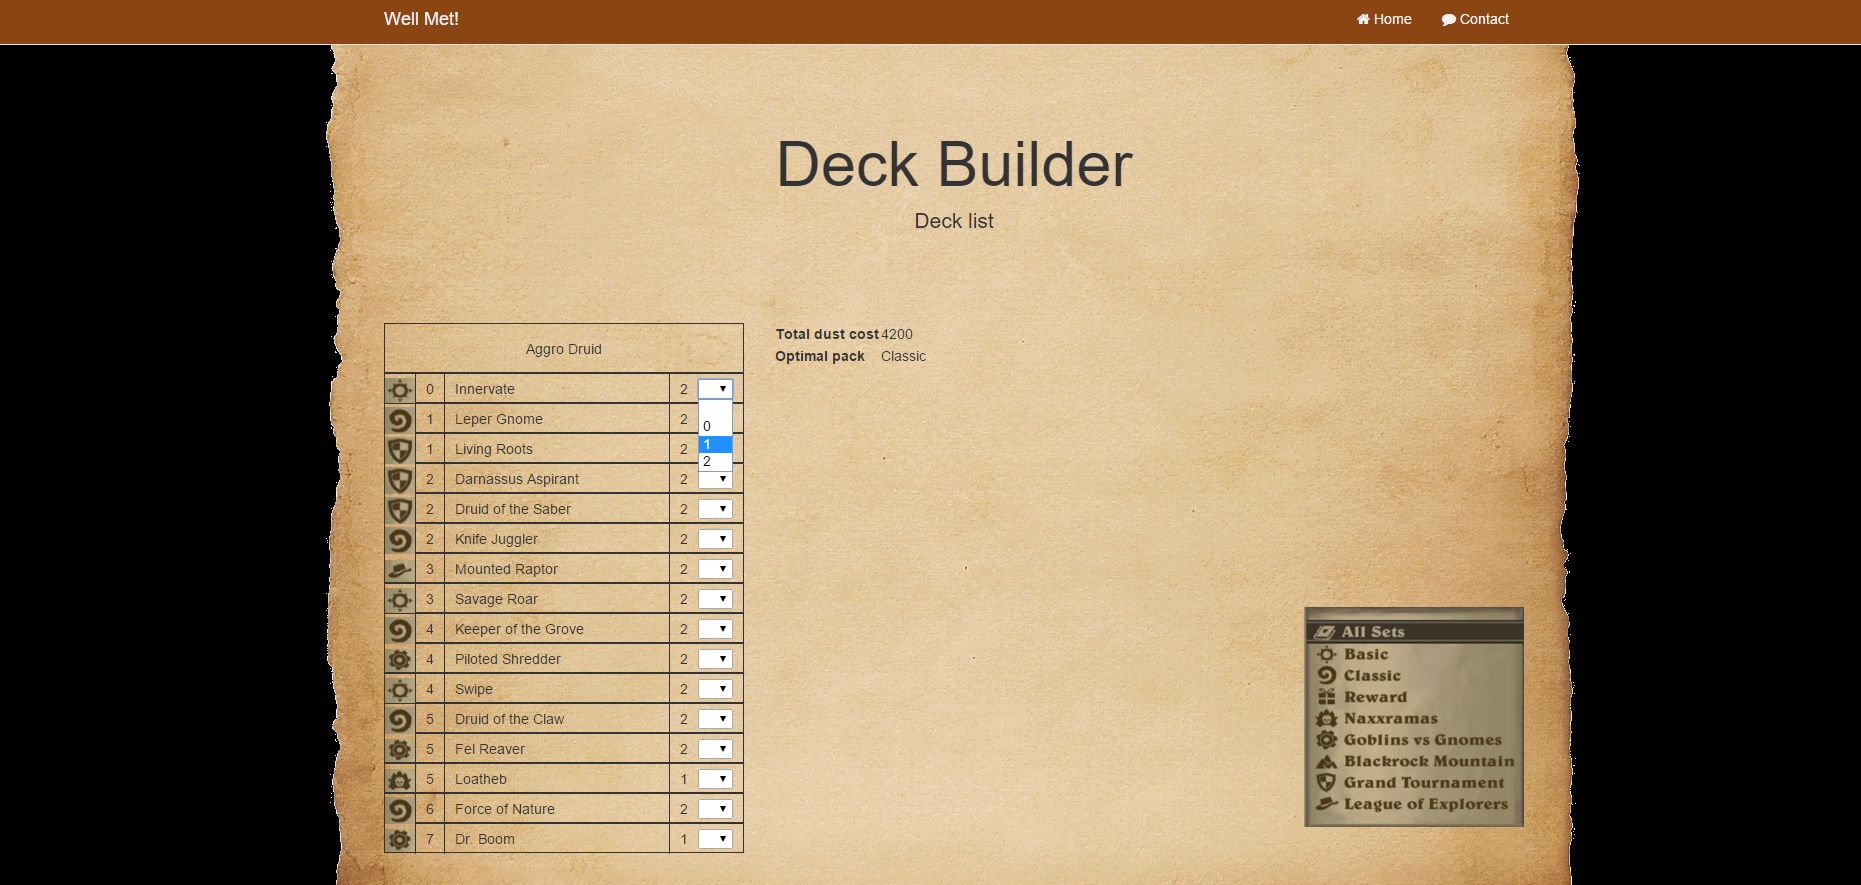 Well Met!
Home
Contact
Deck Builder
Deck list
Aggro Druid
0 Innervate 2
1 Leper Gnome 2
1 Living Roots 2
2 Darnassus Aspirant 2
2 Druid of the Saber 2
2 Knife Juggler 2
3 Mounted Raptor 2
3 Savage Roar 2
4 Keeper of the Grove 2
4 Piloted Shredder 2
4 Swipe 2
5 Druid of the Claw 2
5 Fel Reaver 2
5 Loatheb 1
6 Force of Nature 2
7 Dr. Boom 1
0
1
2
Total dust cost 4200
Optimal pack Classic
All Sets
Basic
Classic
Reward
Naxxramas
Goblins vs Gnomes
Blackrock Mountain
Grand Tournament
League of Explorers